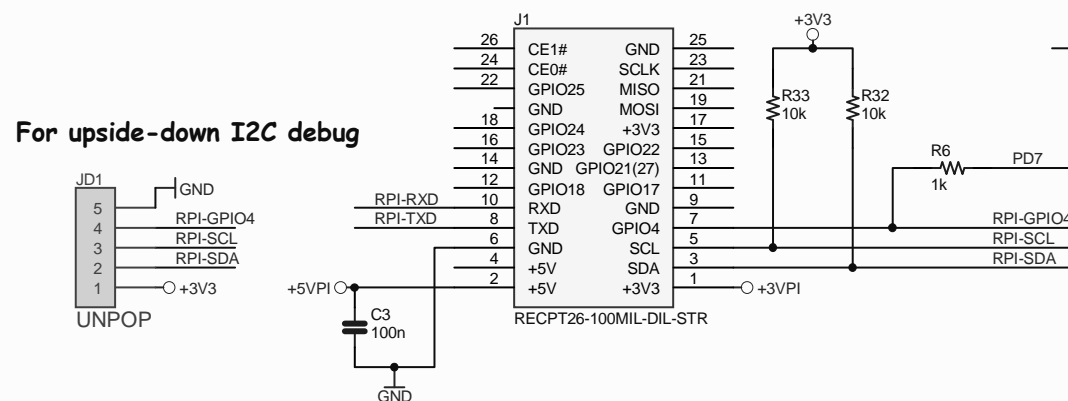 J1
+3V3
26 CE1# GND 25
24 CE0# SCLK 23
22 GPIO25 MISO 21
GND MOSI 19
18 GPIO24 +3V3 17
16 GPIO23 GPIO22 15
14 GND GPIO21(27) 13
12 GPIO18 GPIO17 11
RPI-RXD 10 RXD GND 9
RPI-TXD 8 TXD GPIO4 7 RPI-GPIO4
6 GND SCL 5 RPI-SCL
4 +5V SDA 3 RPI-SDA
+5VPI 2 +5V +3V3 1 +3VPI
RECPT26-100MIL-DIL-STR
R33
10k
R32
10k
R6
1k
PD7
For upside-down I2C debug
JD1
5 GND
4 RPI-GPIO4
3 RPI-SCL
2 RPI-SDA
1 +3V3
UNPOP
C3
100n
GND